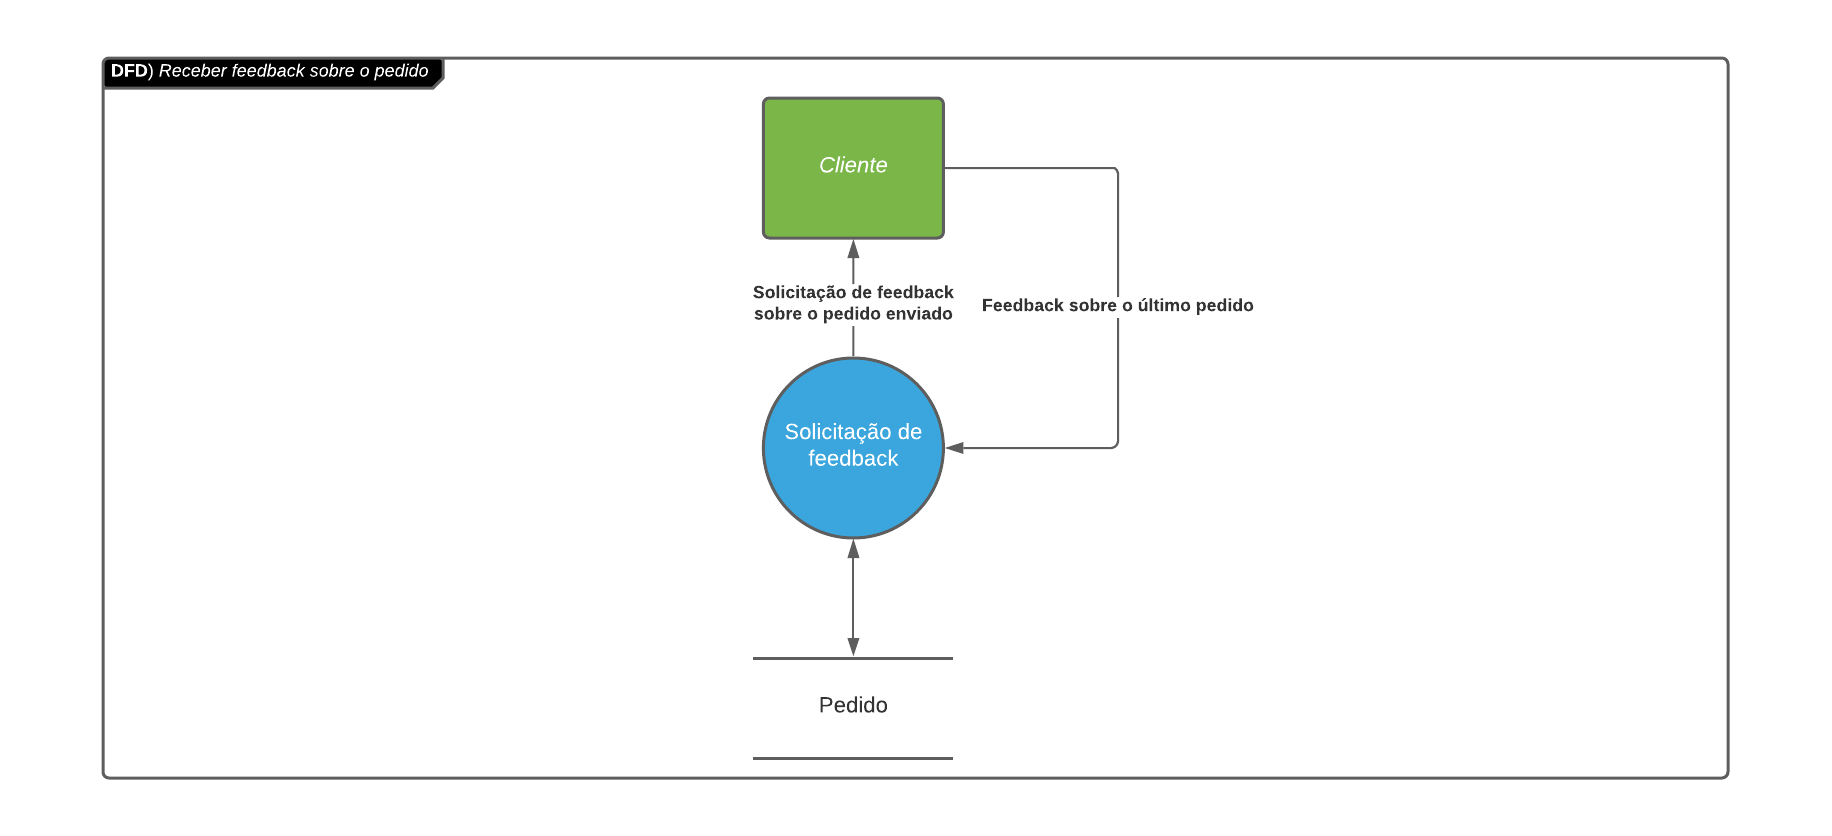 DFD) Receber feedback sobre o pedido
Cliente
Solicitação de feedback
sobre o pedido enviado
Feedback sobre o último pedido
Solicitação de
feedback
Pedido